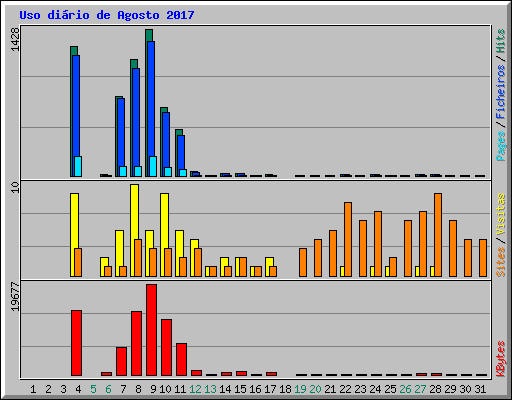 Uso diário de Agosto 2017
1428
10
19677
Pages / Ficheiros / Hits
Sites / Visitas
KBytes
1 2 3 4 5 6 7 8 9 10 11 12 13 14 15 16 17 18 19 20 21 22 23 24 25 26 27 28 29 30 31